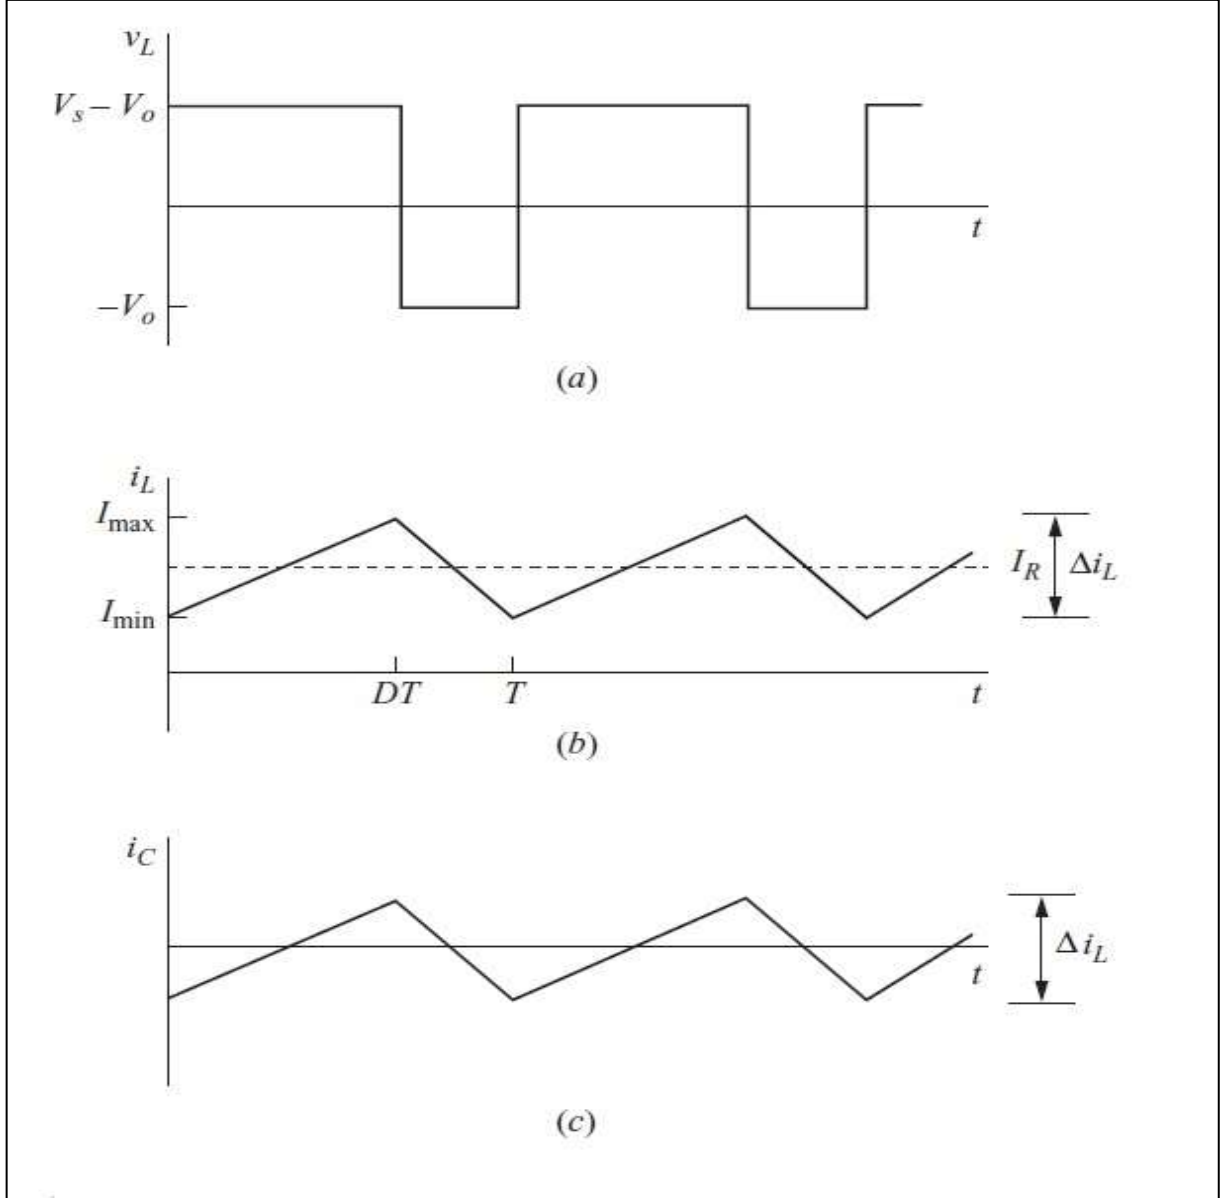 v_L
V_s − V_o
t
−V_o
(a)
i_L
I_max
I_R Δi_L
I_min
DT T t
(b)
i_C
Δi_L
t
(c)